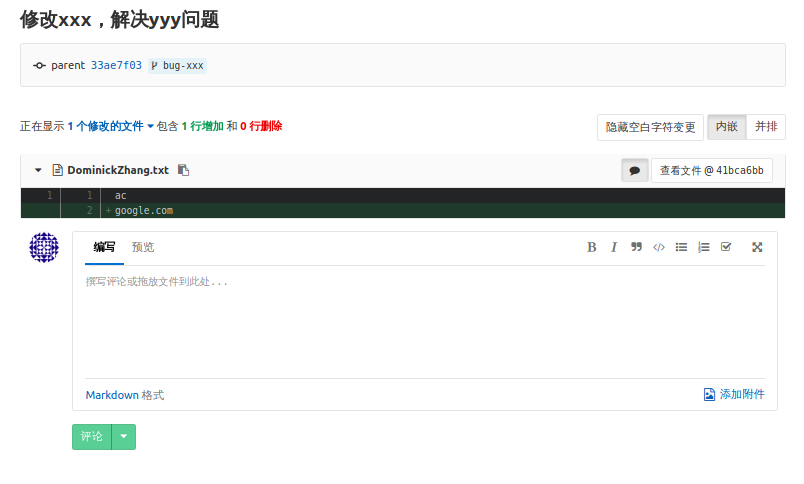 修改xxx，解决yyy问题
parent 33ae7f03 bug-xxx
正在显示 1 个修改的文件 包含 1 行增加 和 0 行删除
隐藏空白字符变更 内嵌 并排
DominickZhang.txt
查看文件 @ 41bca6bb
1 1 ac
2 + google.com
编写 预览
B I
撰写评论或拖放文件到此处...
Markdown 格式
添加附件
评论